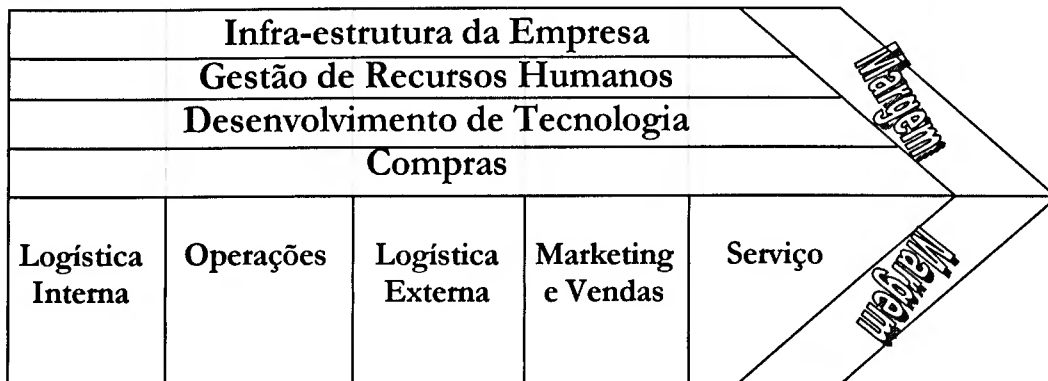 Infra-estrutura da Empresa
Gestão de Recursos Humanos
Desenvolvimento de Tecnologia
Compras
Margem
Logística
Interna
Operações
Logística
Externa
Marketing
e Vendas
Serviço
Margem